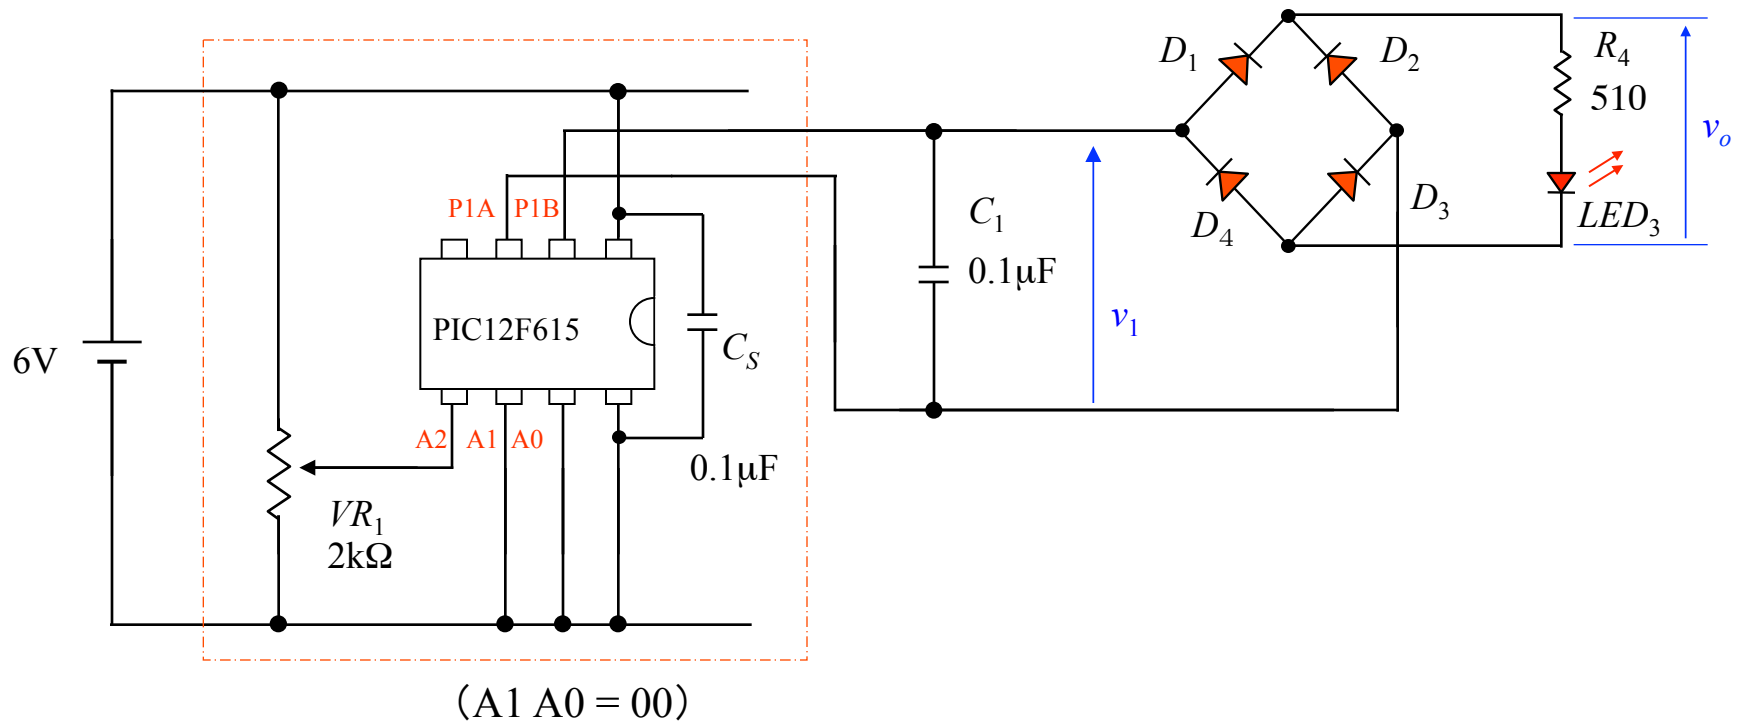 D1
D2
R4
510
vo
P1A
P1B
C1
0.1μF
D4
D3
LED3
6V
PIC12F615
CS
v1
A2
A1
A0
0.1μF
VR1
2kΩ
（A1 A0 = 00）